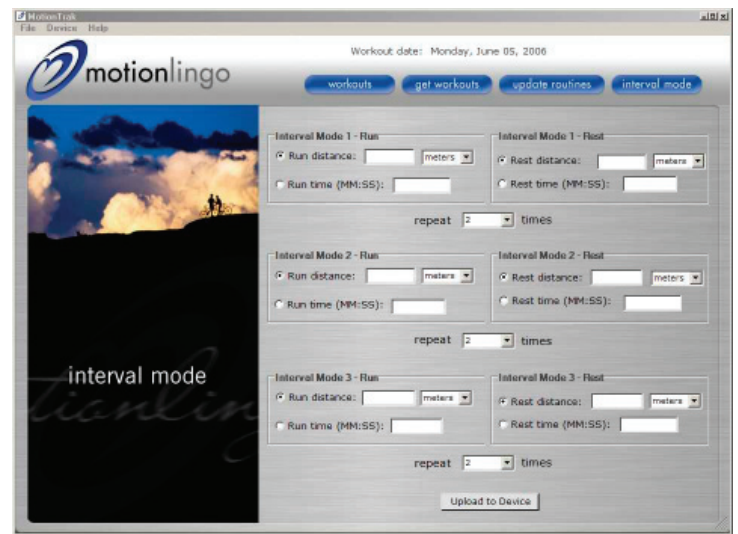 MotionTrak
File Device Help
Workout date: Monday, June 05, 2006
motionlingo
workouts get workouts update routines interval mode
Interval Mode 1 - Run Interval Mode 1 - Rest
Run distance: meters Rest distance: meters
Run time (MM:SS): Rest time (MM:SS):
repeat 2 times
Interval Mode 2 - Run Interval Mode 2 - Rest
Run distance: meters Rest distance: meters
Run time (MM:SS): Rest time (MM:SS):
repeat 2 times
interval mode
Interval Mode 3 - Run Interval Mode 3 - Rest
Run distance: meters Rest distance: meters
Run time (MM:SS): Rest time (MM:SS):
repeat 2 times
Upload to Device